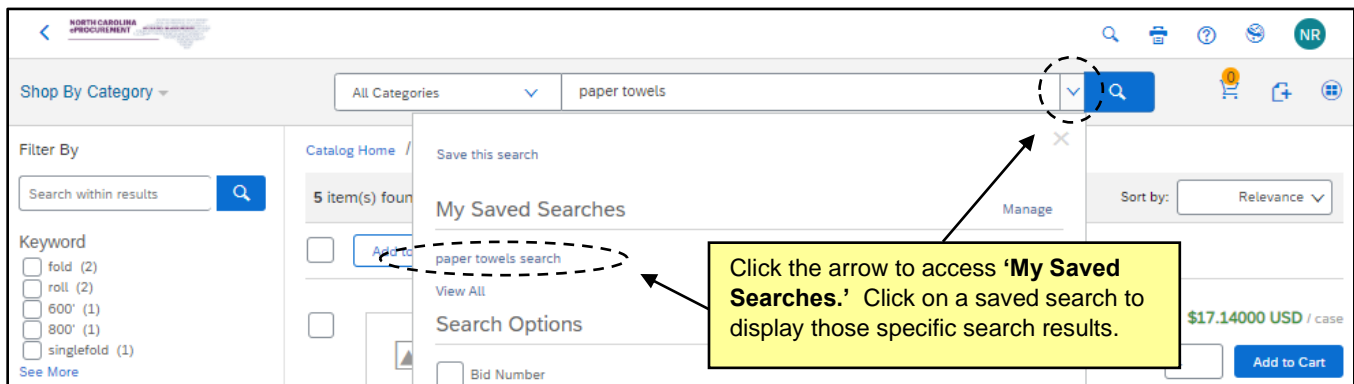 NORTH CAROLINA
ePROCUREMENT
NR
Shop By Category
All Categories
paper towels
0
Filter By
Catalog Home /
Save this search
Search within results
5 item(s) foun
My Saved Searches
Manage
Sort by:
Relevance
Keyword
Add to
fold (2)
paper towels search
roll (2)
View All
600' (1)
800' (1)
Search Options
singlefold (1)
See More
Bid Number
Click the arrow to access ‘My Saved
Searches.’ Click on a saved search to
display those specific search results.
$17.14000 USD / case
Add to Cart